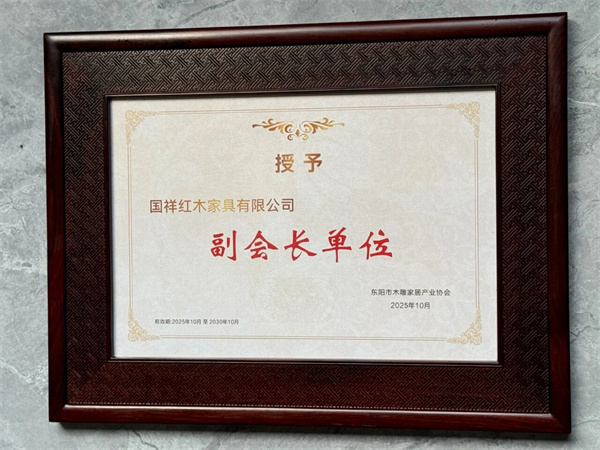 授予
国祥红木家具有限公司
副会长单位
东阳市木雕家居产业协会
2025年10月
有效期:2025年10月 至 2030年10月